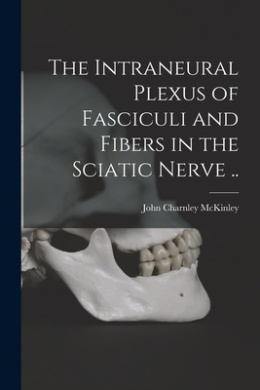 The Intraneural
Plexus of
Fasciculi and
Fibers in the
Sciatic Nerve ..
John Charnley McKinley